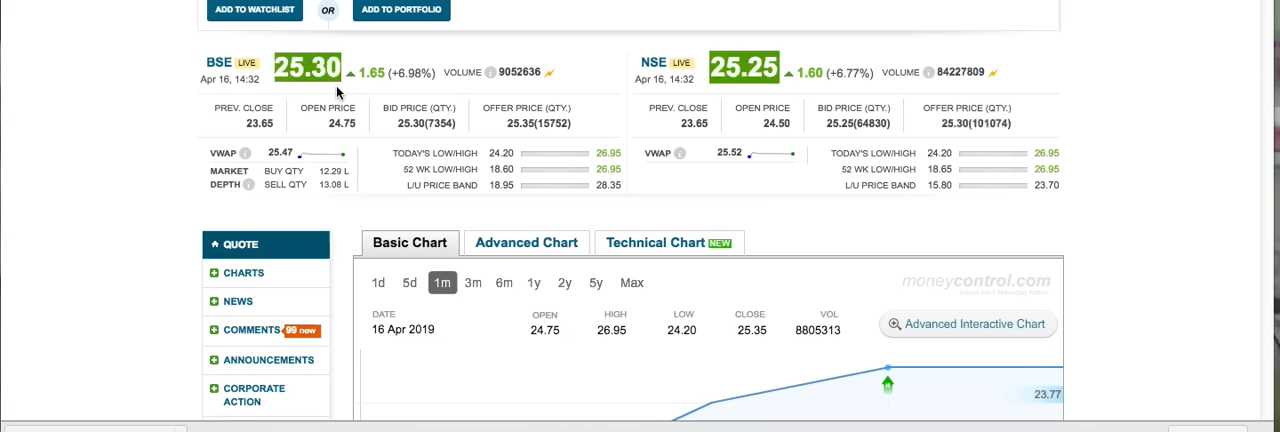 ADD TO WATCHLIST OR ADD TO PORTFOLIO
BSE LIVE 25.30 1.65 (+6.98%) VOLUME i 9052636
Apr 16, 14:32
PREV. CLOSE OPEN PRICE BID PRICE (QTY.) OFFER PRICE (QTY.)
23.65 24.75 25.30(7354) 25.35(15752)
VWAP i 25.47 TODAY'S LOW/HIGH 24.20 26.95
MARKET BUY QTY 12.29 L 52 WK LOW/HIGH 18.60 26.95
DEPTH i SELL QTY 13.08 L L/U PRICE BAND 18.95 28.35
NSE LIVE 25.25 1.60 (+6.77%) VOLUME i 84227809
Apr 16, 14:32
PREV. CLOSE OPEN PRICE BID PRICE (QTY.) OFFER PRICE (QTY.)
23.65 24.50 25.25(64830) 25.30(101074)
VWAP i 25.52 TODAY'S LOW/HIGH 24.20 26.95
52 WK LOW/HIGH 18.65 26.95
L/U PRICE BAND 15.80 23.70
QUOTE
CHARTS
NEWS
COMMENTS 99 new
ANNOUNCEMENTS
CORPORATE
ACTION
Basic Chart Advanced Chart Technical Chart NEW
1d 5d 1m 3m 6m 1y 2y 5y Max
moneycontrol.com
DATE OPEN HIGH LOW CLOSE VOL
16 Apr 2019 24.75 26.95 24.20 25.35 8805313
Advanced Interactive Chart
H
23.77